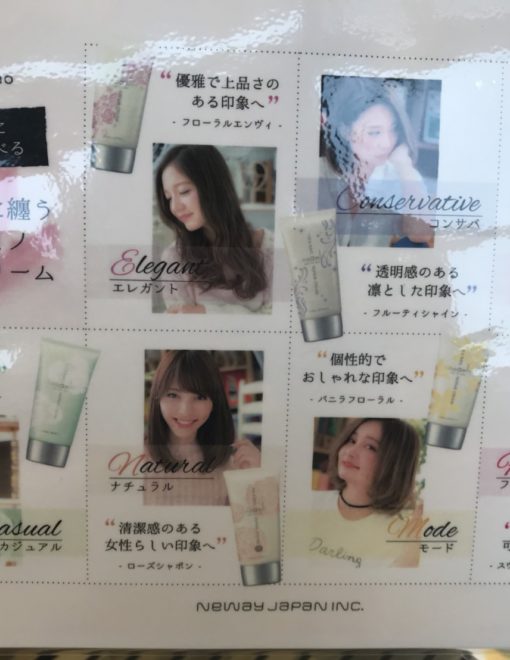 に
べる
に纏う
ノ
ーム
“優雅で上品さの
ある印象へ”
- フローラルエンヴィ -
Elegant
エレガント
Conservative
コンサバ
“透明感のある
凛とした印象へ”
- フルーティシャイン -
asual
カジュアル
Natural
ナチュラル
“清潔感のある
女性らしい印象へ”
- ローズシャボン -
“個性的で
おしゃれな印象へ”
- バニラフローラル -
Darling
Mode
モード
フ
“
可
- スウ
NEWAY JAPAN INC.